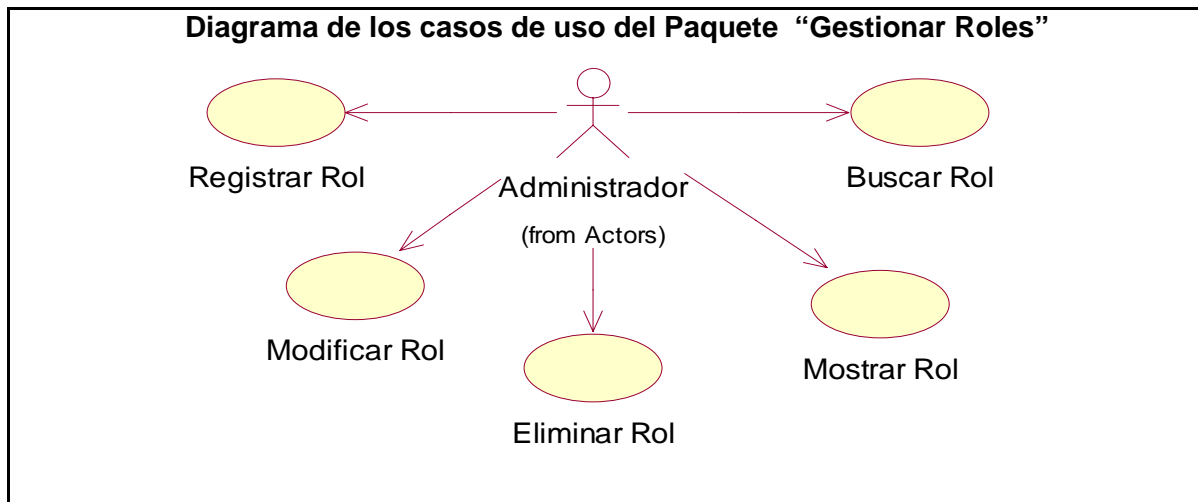 Diagrama de los casos de uso del Paquete “Gestionar Roles”
Registrar Rol
Administrador
(from Actors)
Buscar Rol
Modificar Rol
Eliminar Rol
Mostrar Rol